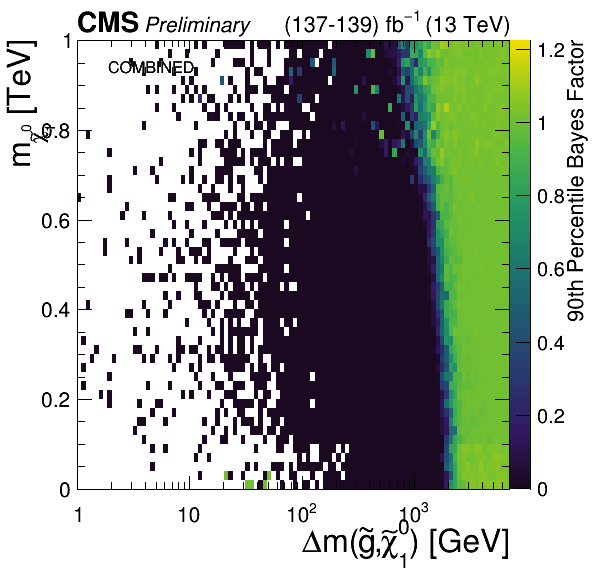 CMS Preliminary (137-139) fb⁻¹ (13 TeV)
COMBINED
m_χ̃₁⁰ [TeV]
1
0.8
0.6
0.4
0.2
0
1 10 10² 10³
Δm(g̃,χ̃₁⁰) [GeV]
90th Percentile Bayes Factor
1.2
1
0.8
0.6
0.4
0.2
0